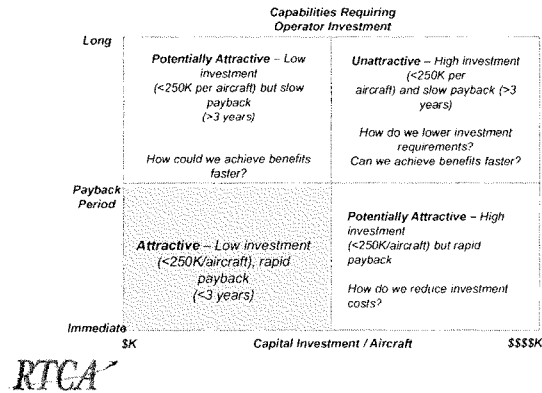 Capabilities Requiring
Operator Investment
Long
Potentially Attractive – Low
investment
(<250K per aircraft) but slow
payback
(>3 years)
How could we achieve benefits
faster?
Unattractive – High investment
(<250K per
aircraft) and slow payback (>3
years)
How do we lower investment
requirements?
Can we achieve benefits faster?
Payback
Period
Attractive – Low investment
(<250K/aircraft), rapid
payback
(<3 years)
Potentially Attractive – High
investment
(<250K/aircraft) but rapid
payback
How do we reduce investment
costs?
Immediate
$K
Capital Investment / Aircraft
$$$$K
RTCA